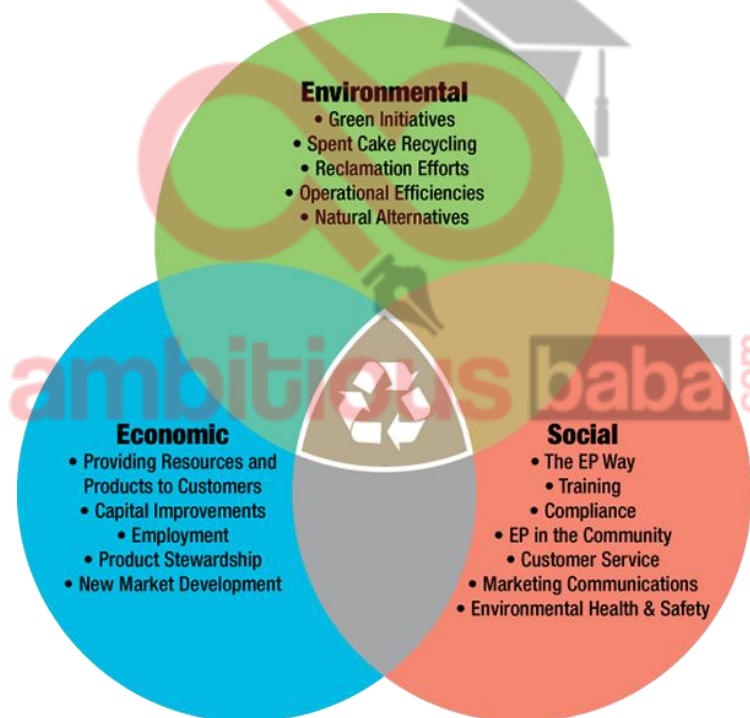 Environmental
• Green Initiatives
• Spent Cake Recycling
• Reclamation Efforts
• Operational Efficiencies
• Natural Alternatives
ambitious baba.com
Economic
• Providing Resources and
Products to Customers
• Capital Improvements
• Employment
• Product Stewardship
• New Market Development
Social
• The EP Way
• Training
• Compliance
• EP in the Community
• Customer Service
• Marketing Communications
• Environmental Health & Safety